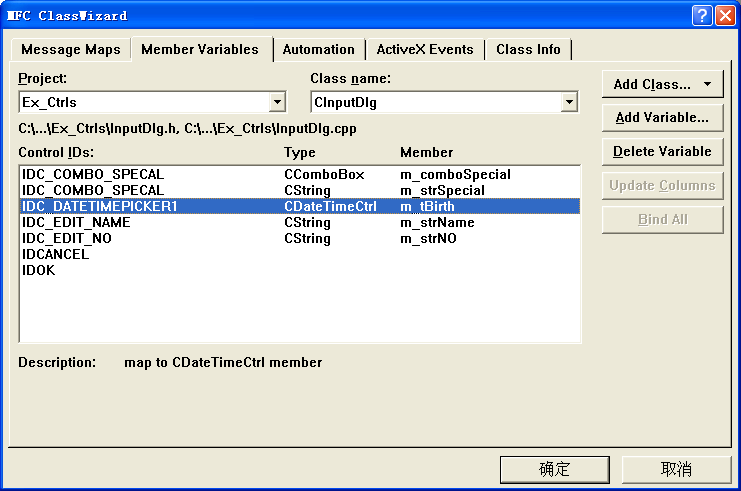 MFC ClassWizard
Message Maps Member Variables Automation ActiveX Events Class Info
Project: Class name:
Ex_Ctrls CInputDlg
Add Class...
C:\...\Ex_Ctrls\InputDlg.h, C:\...\Ex_Ctrls\InputDlg.cpp
Add Variable...
Control IDs: Type Member
Delete Variable
IDC_COMBO_SPECAL CComboBox m_comboSpecial
IDC_COMBO_SPECAL CString m_strSpecial
Update Columns
IDC_DATETIMEPICKER1 CDateTimeCtrl m_tBirth
IDC_EDIT_NAME CString m_strName
Bind All
IDC_EDIT_NO CString m_strNO
IDCANCEL
IDOK
Description: map to CDateTimeCtrl member
确定 取消